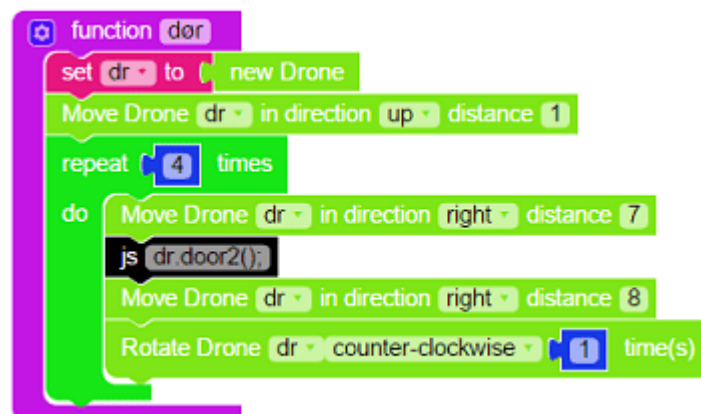 function dør
set dr to new Drone
Move Drone dr in direction up distance 1
repeat 4 times
do Move Drone dr in direction right distance 7
js dr.door2();
Move Drone dr in direction right distance 8
Rotate Drone dr counter-clockwise 1 time(s)